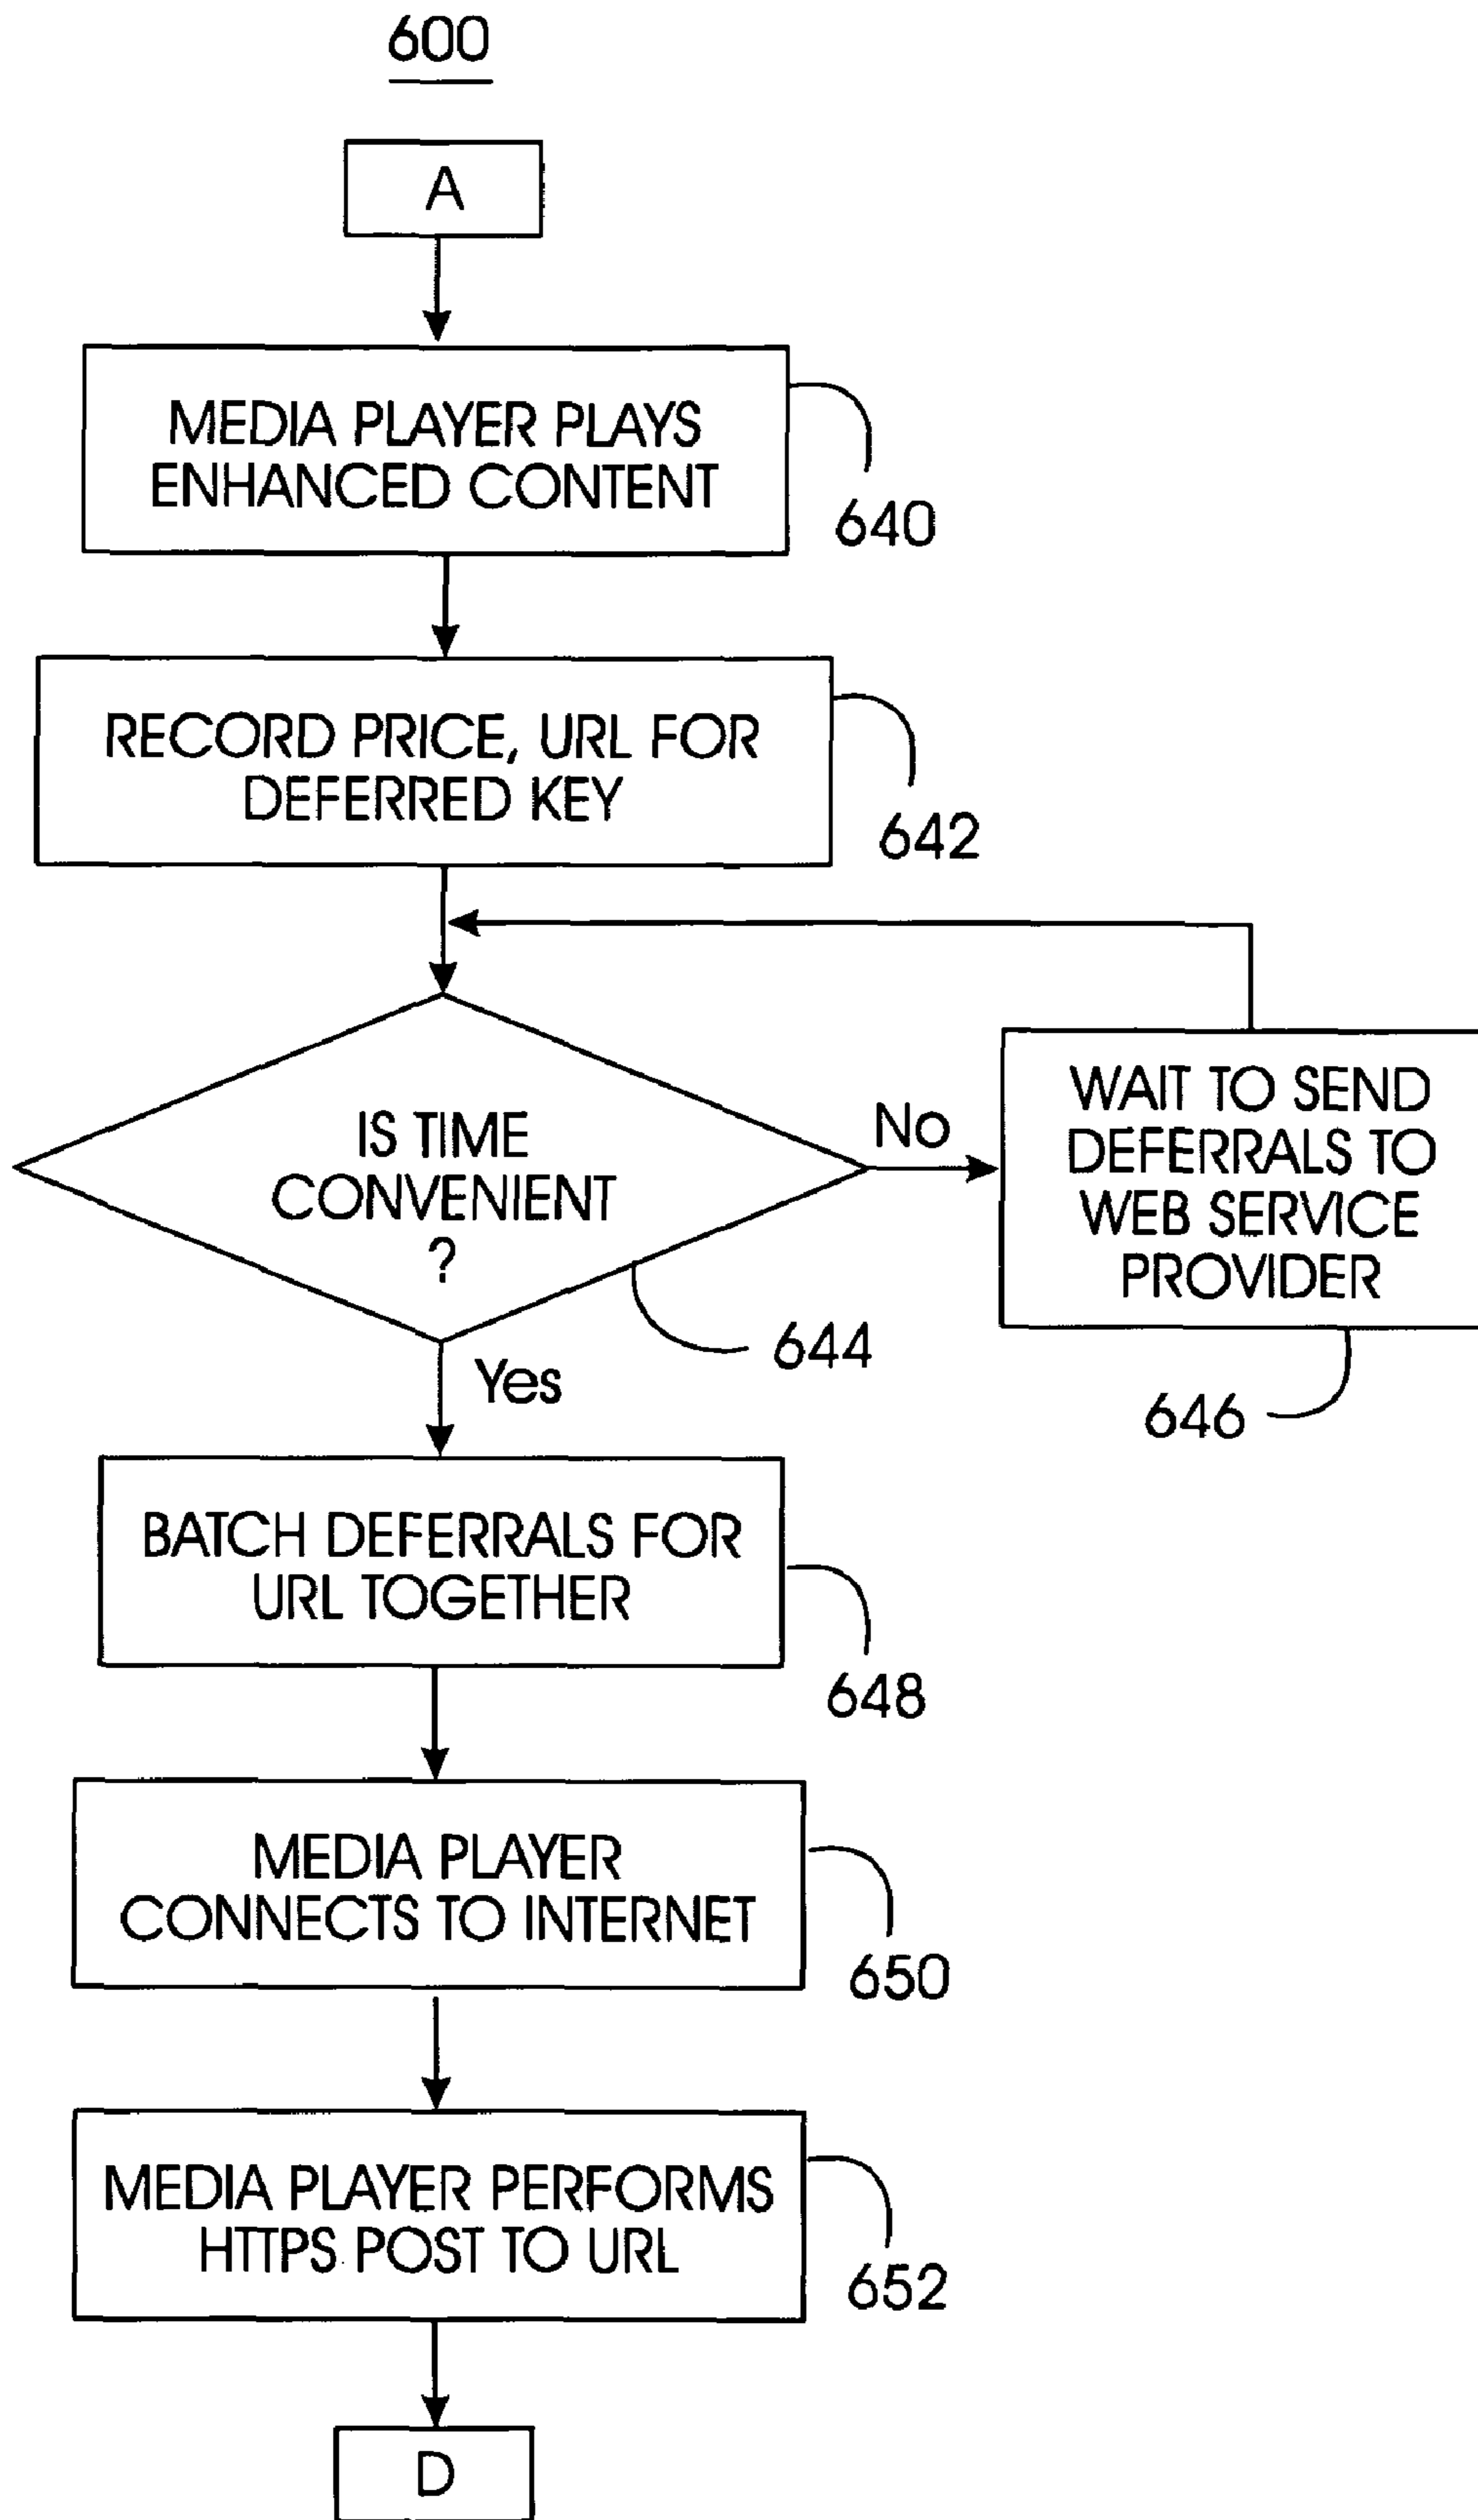 600
A
MEDIA PLAYER PLAYS
ENHANCED CONTENT
640
RECORD PRICE, URL FOR
DEFERRED KEY
642
IS TIME
CONVENIENT
?
644
No
WAIT TO SEND
DEFERRALS TO
WEB SERVICE
PROVIDER
646
Yes
BATCH DEFERRALS FOR
URL TOGETHER
648
MEDIA PLAYER
CONNECTS TO INTERNET
650
MEDIA PLAYER PERFORMS
HTTPS POST TO URL
652
D